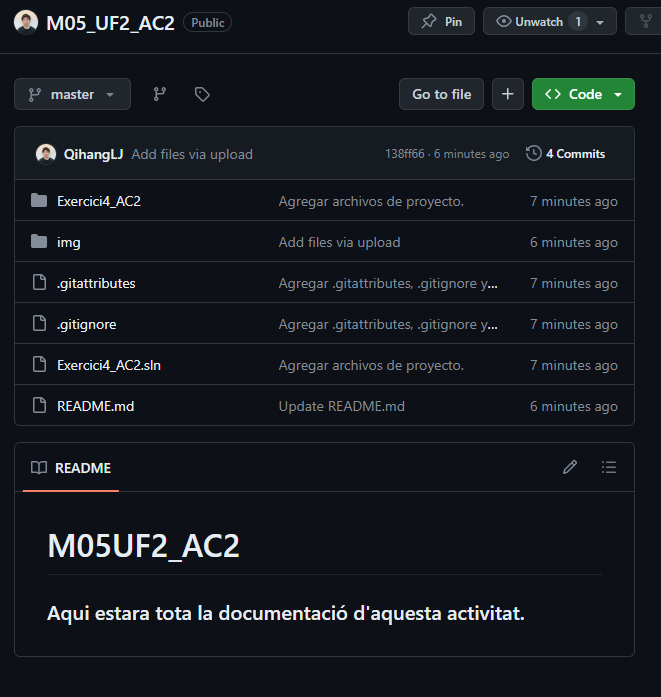 M05_UF2_AC2 Public Pin Unwatch 1
master Go to file + Code
QihangLJ Add files via upload 138ff66 · 6 minutes ago 4 Commits
Exercici4_AC2 Agregar archivos de proyecto. 7 minutes ago
img Add files via upload 6 minutes ago
.gitattributes Agregar .gitattributes, .gitignore y... 7 minutes ago
.gitignore Agregar .gitattributes, .gitignore y... 7 minutes ago
Exercici4_AC2.sln Agregar archivos de proyecto. 7 minutes ago
README.md Update README.md 6 minutes ago
README
M05UF2_AC2
Aqui estara tota la documentació d'aquesta activitat.